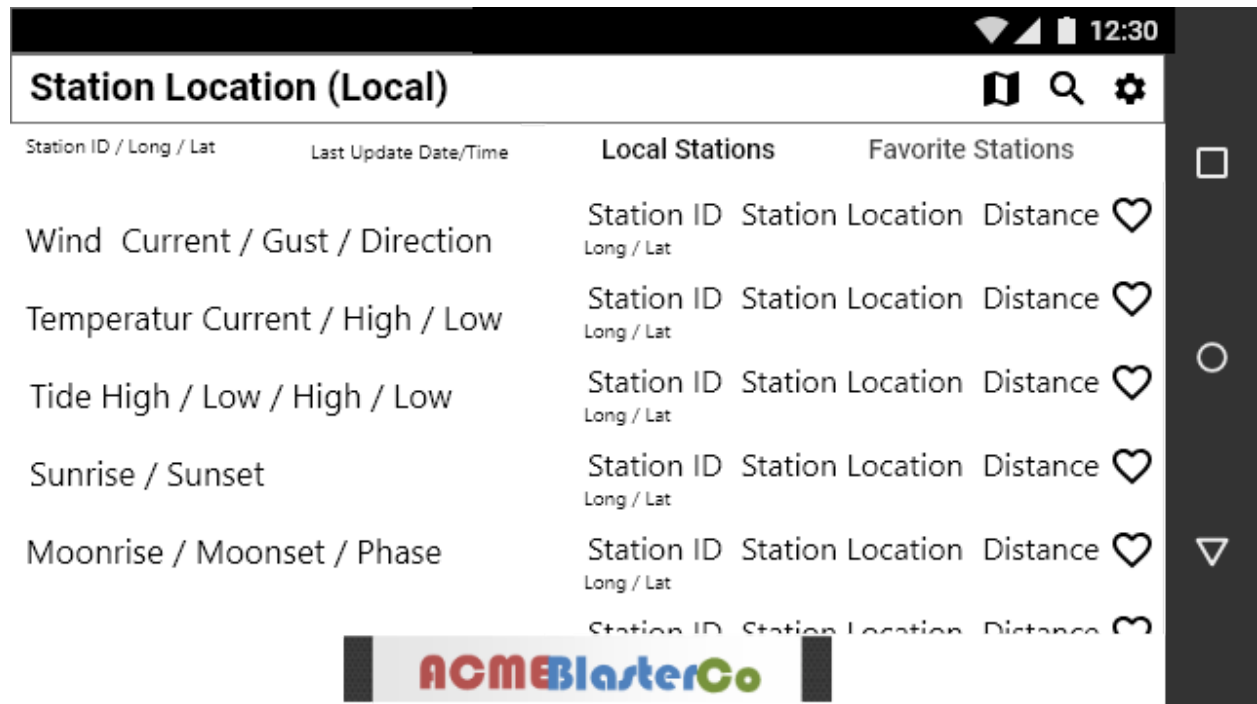 12:30
Station Location (Local)
Station ID / Long / Lat
Last Update Date/Time
Wind  Current / Gust / Direction
Temperatur Current / High / Low
Tide High / Low / High / Low
Sunrise / Sunset
Moonrise / Moonset / Phase
Local Stations
Favorite Stations
Station ID  Station Location  Distance
Long / Lat
Station ID  Station Location  Distance
Long / Lat
Station ID  Station Location  Distance
Long / Lat
Station ID  Station Location  Distance
Long / Lat
Station ID  Station Location  Distance
Long / Lat
Station ID  Station Location  Distance
ACMEBlasterCo